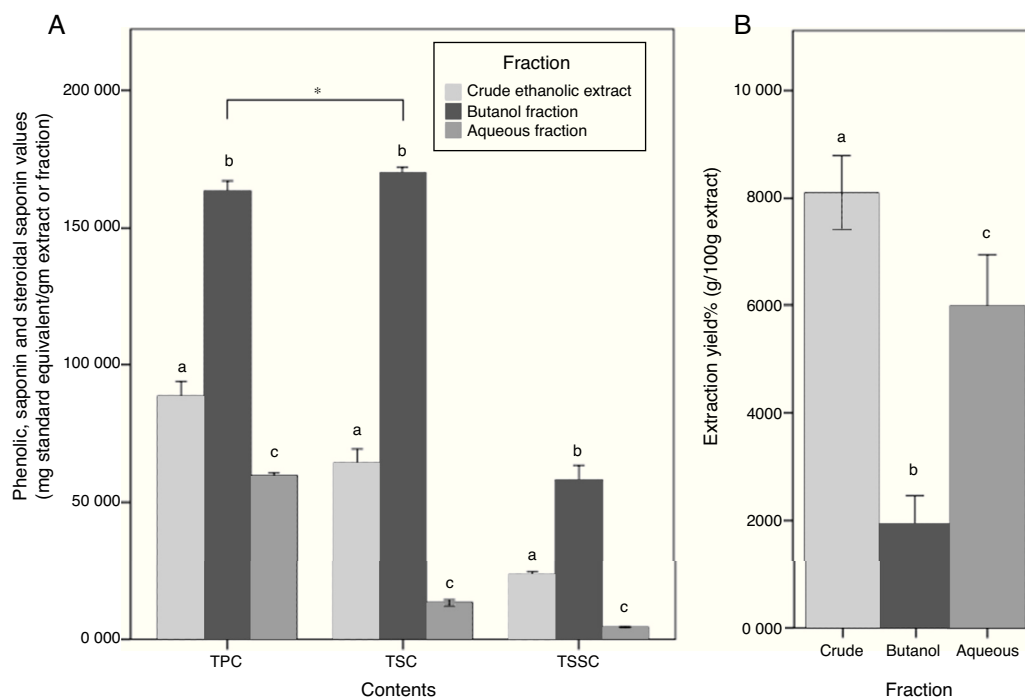 A
Phenolic, saponin and steroidal saponin values
(mg standard equivalent/gm extract or fraction)
200 000
150 000
100 000
50 000
0 000
Fraction
Crude ethanolic extract
Butanol fraction
Aqueous fraction
*
a
b
c
a
b
c
a
b
c
TPC
TSC
TSSC
Contents
B
Extraction yield% (g/100g extract)
10 000
8000
6000
4000
2000
0 000
a
b
c
Crude
Butanol
Aqueous
Fraction